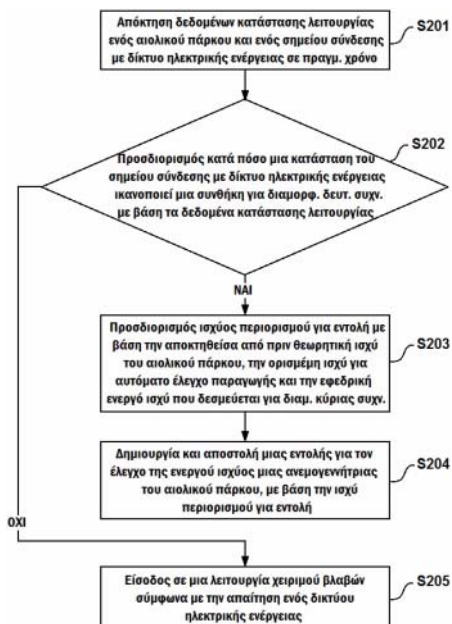 Απόκτηση δεδομένων κατάστασης λειτουργίας
ενός αιολικού πάρκου και ενός σημείου σύνδεσης
με δίκτυο ηλεκτρικής ενέργειας σε πραγμ. χρόνο
S201
S202
Προσδιορισμός κατά πόσο μια κατάσταση του
σημείου σύνδεσης με δίκτυο ηλεκτρικής ενέργειας
ικανοποιεί μια συνθήκη για διαμορφ. δευτ. συχν.
με βάση τα δεδομένα κατάστασης λειτουργίας
ΝΑΙ
Προσδιορισμός ισχύος περιορισμού για εντολή με
βάση την αποκτηθείσα από πριν θεωρητική ισχύ
του αιολικού πάρκου, την ορισμένη ισχύ για
αυτόματο έλεγχο παραγωγής και την εφεδρική
ενεργό ισχύ που δεσμεύεται για διαμ. κύριας συχν.
S203
Δημιουργία και αποστολή μιας εντολής για τον
έλεγχο της ενεργού ισχύος μιας ανεμογεννήτριας
του αιολικού πάρκου, με βάση την ισχύ
περιορισμού για εντολή
S204
ΟΧΙ
Είσοδος σε μια λειτουργία χειριμού βλαβών
σύμφωνα με την απαίτηση ενός δικτύου
ηλεκτρικής ενέργειας
S205